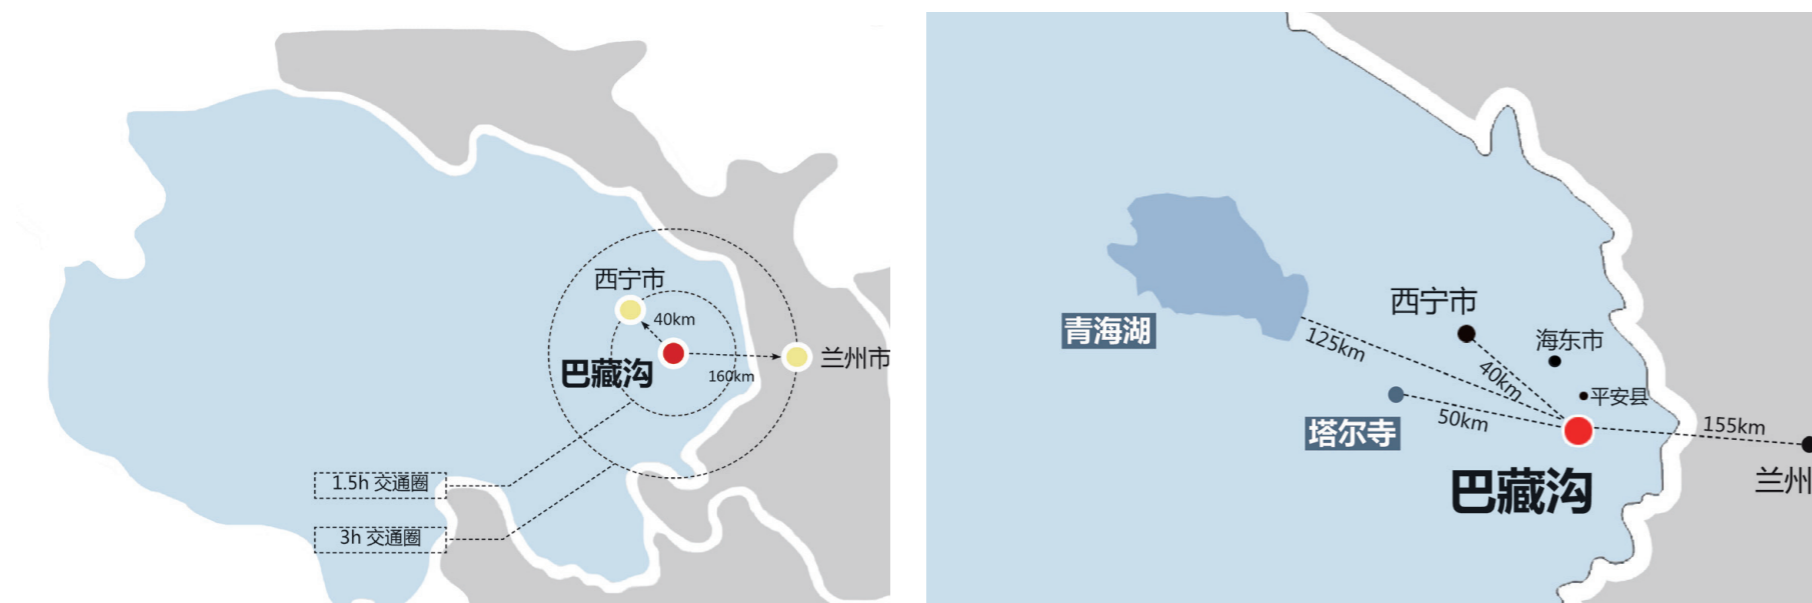 西宁市
40km
巴藏沟
160km
兰州市
1.5h 交通圈
3h 交通圈
青海湖
西宁市
125km
海东市
40km
平安县
塔尔寺
50km
155km
巴藏沟
兰州